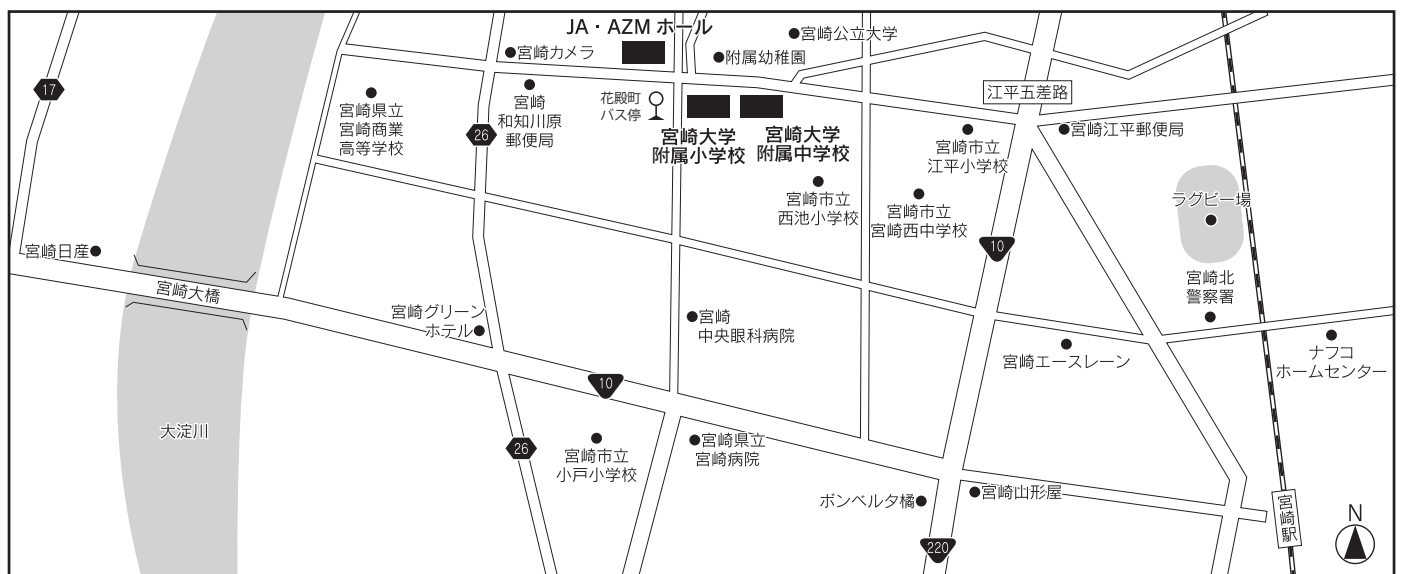 JA・AZM ホール
宮崎カメラ
宮崎公立大学
附属幼稚園
17
宮崎県立
宮崎商業
高等学校
26
宮崎
和知川原
郵便局
花殿町
バス停
宮崎大学
附属小学校
宮崎大学
附属中学校
江平五差路
宮崎江平郵便局
宮崎市立
江平小学校
宮崎市立
西池小学校
宮崎市立
宮崎西中学校
ラグビー場
10
宮崎日産
宮崎大橋
宮崎北
警察署
宮崎グリーン
ホテル
宮崎
中央眼科病院
宮崎エースレーン
ナフコ
ホームセンター
10
大淀川
26
宮崎市立
小戸小学校
宮崎県立
宮崎病院
ボンベルタ橘
宮崎山形屋
220
宮崎駅
N